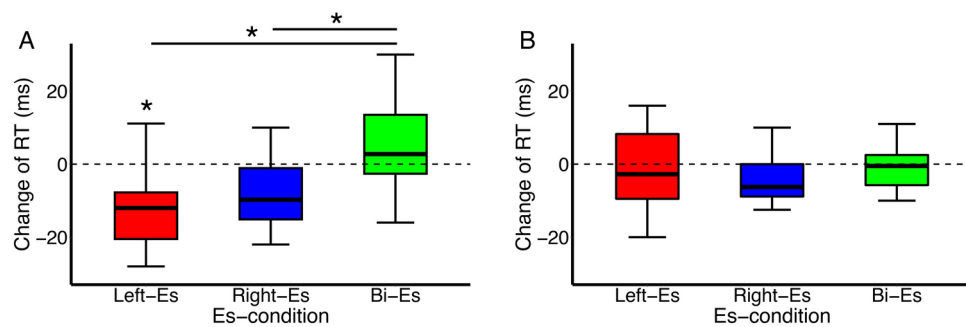 A
*
*
*
Change of RT (ms)
20
0
−20
Left−Es Right−Es Bi−Es
Es−condition
B
Change of RT (ms)
20
0
−20
Left−Es Right−Es Bi−Es
Es−condition